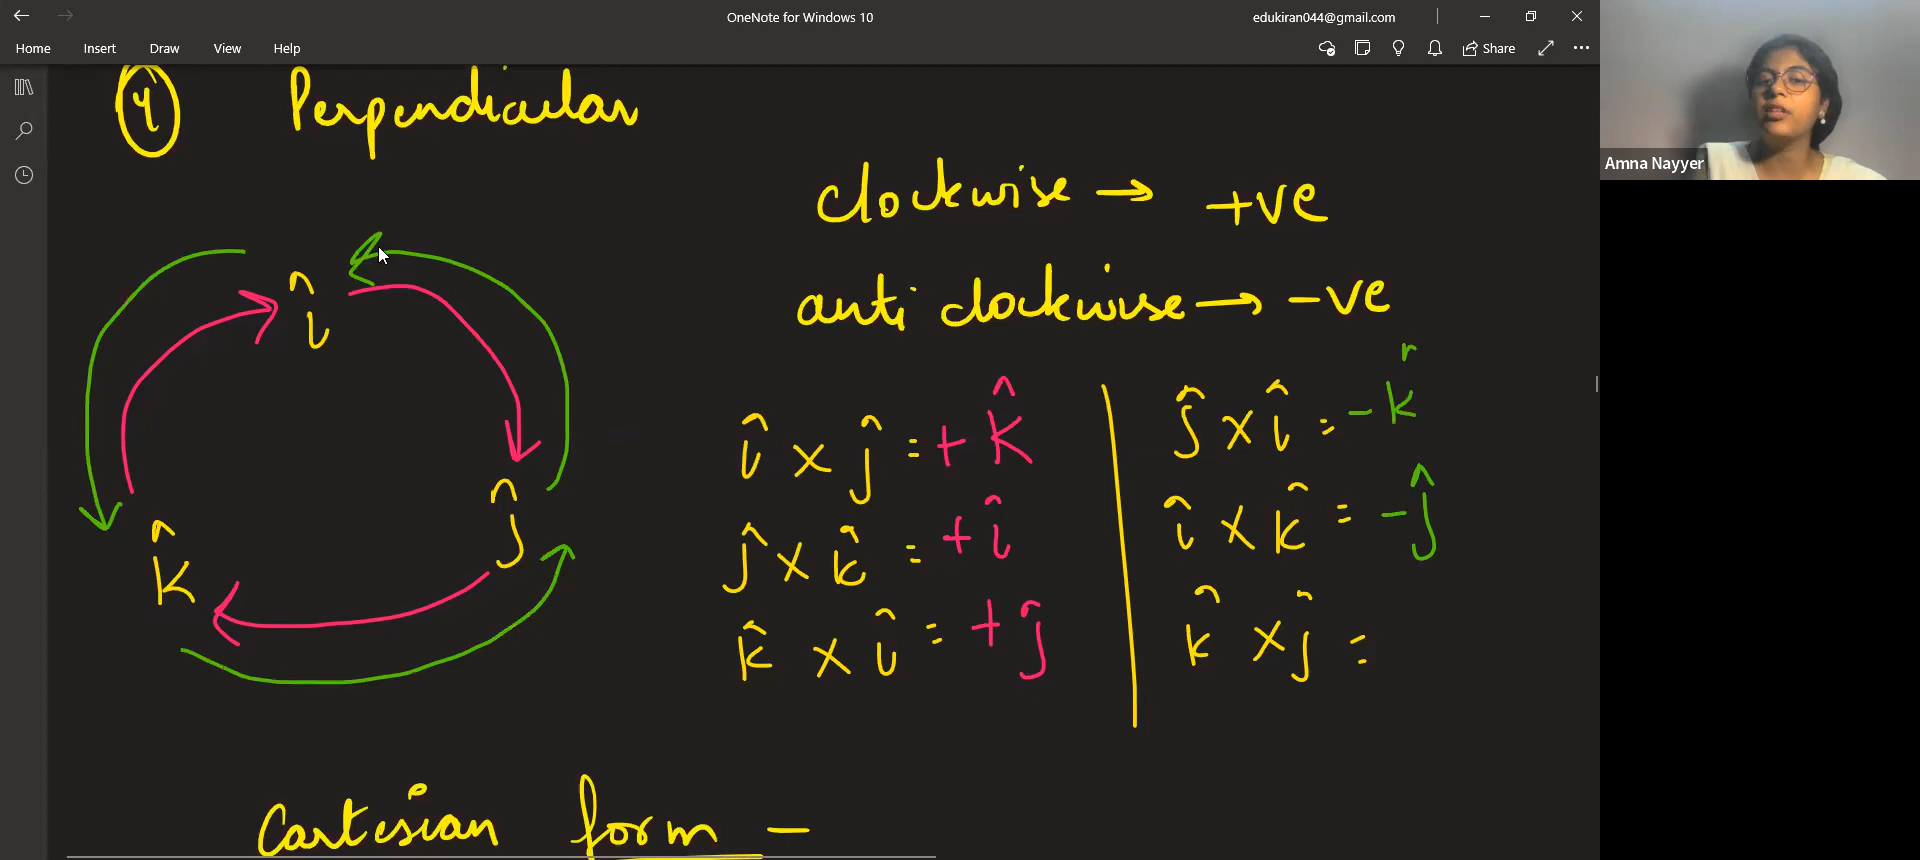 OneNote for Windows 10
edukiran044@gmail.com
Home Insert Draw View Help
Share
Amna Nayyer
4 Perpendicular
clockwise → +ve
anti clockwise → -ve
î
ĵ
k̂
î × ĵ = + k̂
ĵ × k̂ = + î
k̂ × î = + ĵ
ĵ × î = - k̂
î × k̂ = - ĵ
k̂ × ĵ =
Cartesian form -